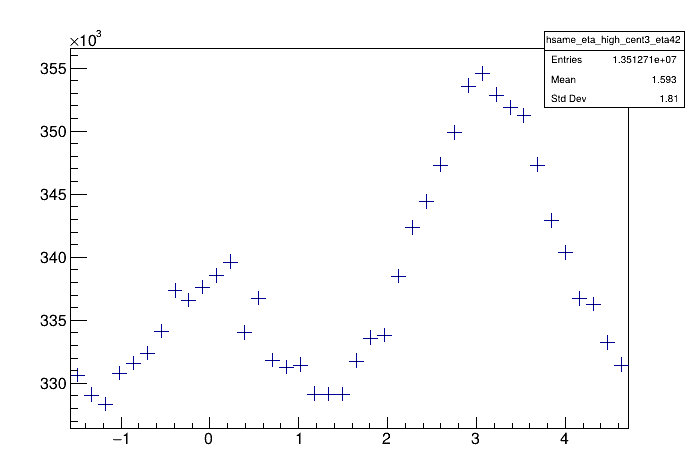 ×10³
hsame_eta_high_cent3_eta42
Entries 1.351271e+07
Mean 1.593
Std Dev 1.81
355
350
345
340
335
330
−1 0 1 2 3 4